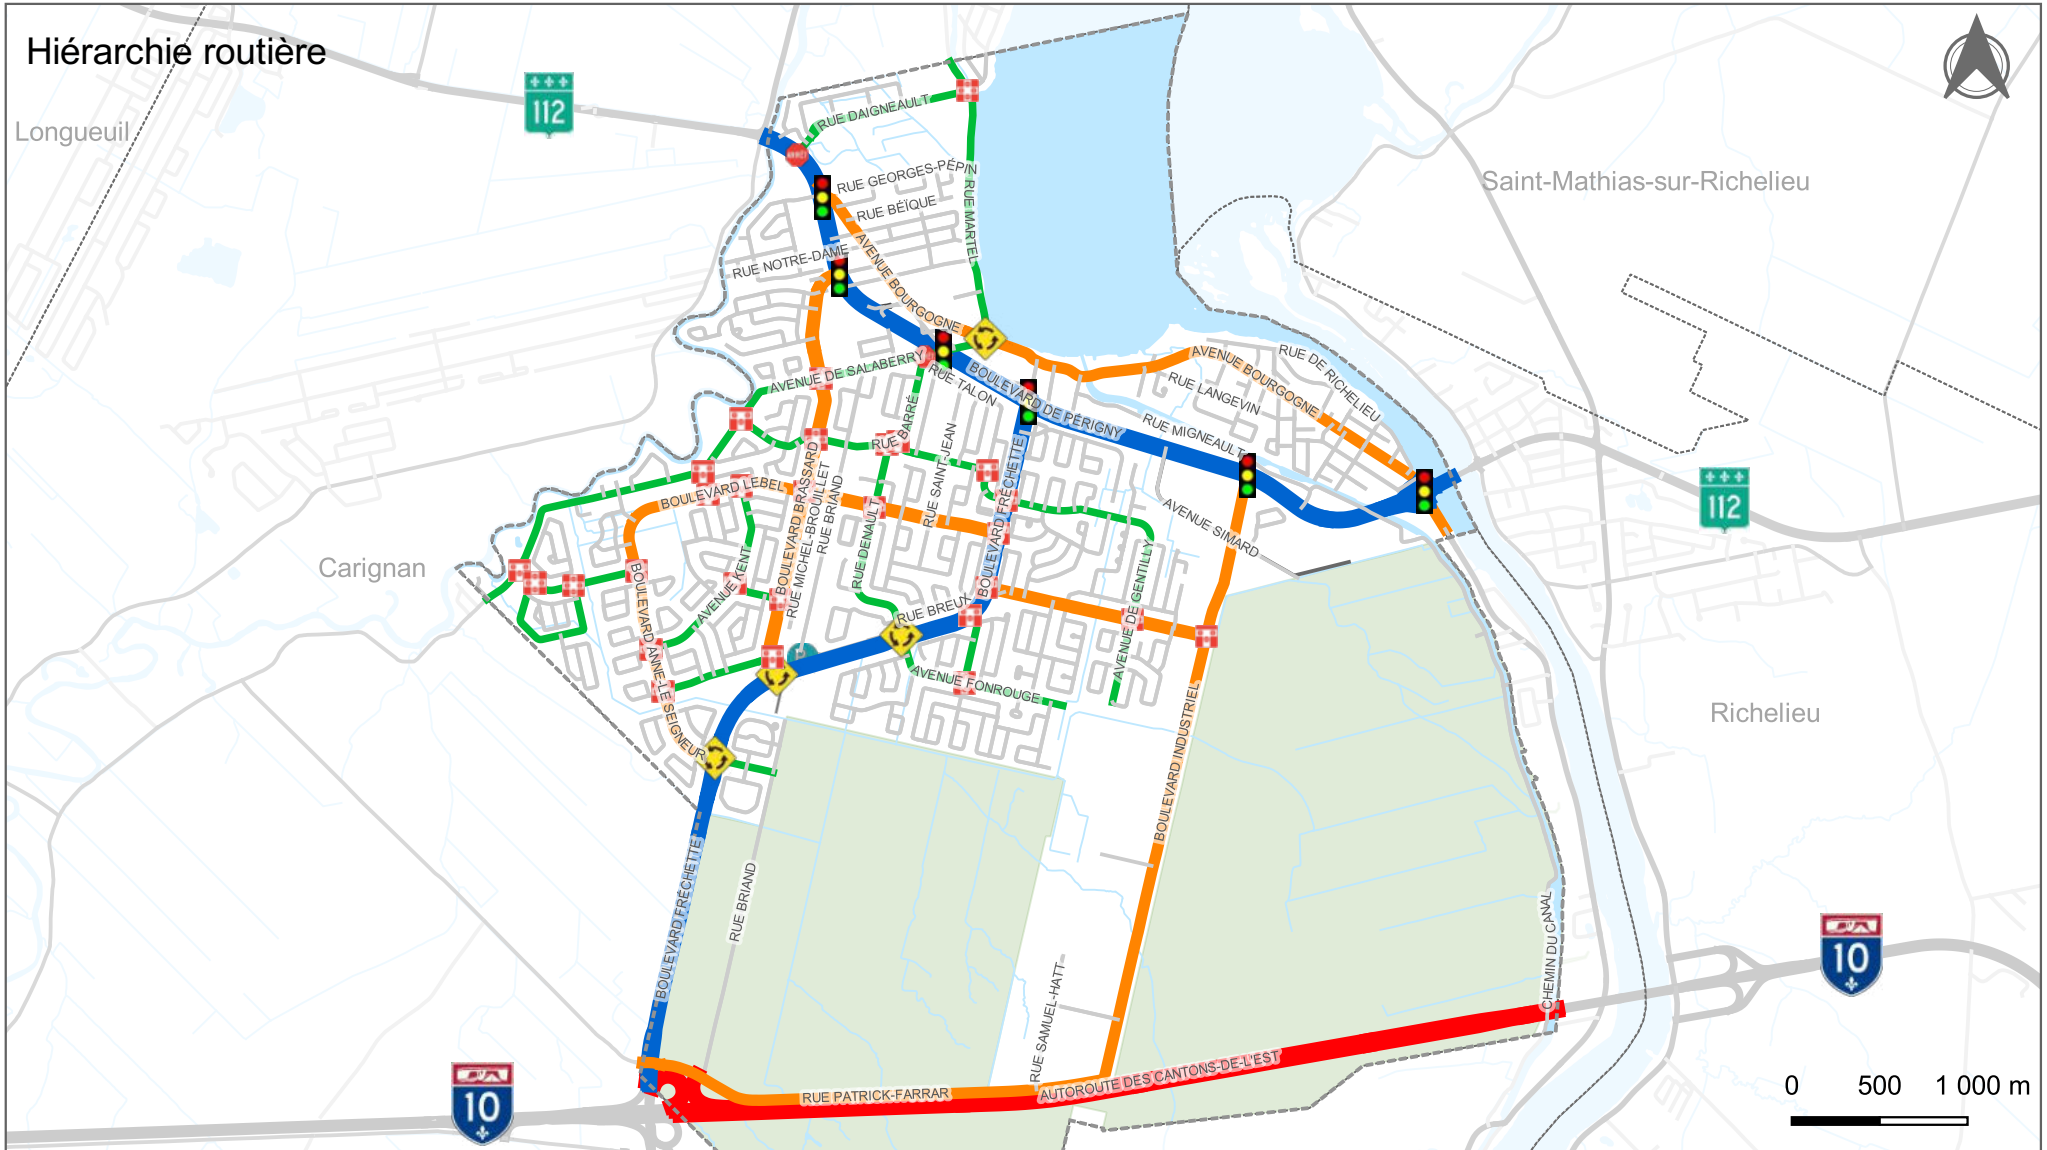 Hiérarchie routière
112
Longueuil
RUE DAIGNEAULT
ARRÊT
Saint-Mathias-sur-Richelieu
RUE GEORGES-PÉPIN
RUE BÉÏQUE
RUE MARTEL
RUE NOTRE-DAME
AVENUE BOURGOGNE
AVENUE DE SALABERRY
RUE TALON
BOULEVARD DE PÉRIGNY
AVENUE BOURGOGNE
RUE DE RICHELIEU
RUE LANGEVIN
RUE MIGNEAULT
RUE BARRÉ
RUE SAINT-JEAN
BOULEVARD FRÉCHETTE
BOULEVARD LEBEL
BOULEVARD BRASSARD
RUE MICHEL-BROUILLET
RUE BRIAND
RUE DENAULT
AVENUE SIMARD
112
Carignan
BOULEVARD ANNE-LE SEIGNEUR
AVENUE KENT
RUE BREUX
BOULEVARD FRÉCHETTE
AVENUE DE GENTILLY
AVENUE FONROUGE
BOULEVARD INDUSTRIEL
Richelieu
BOULEVARD FRÉCHETTE
RUE BRIAND
RUE SAMUEL-HATT
CHEMIN DU CANAL
10
RUE PATRICK-FARRAR
AUTOROUTE DES CANTONS-DE-L'EST
10
0 500 1 000 m